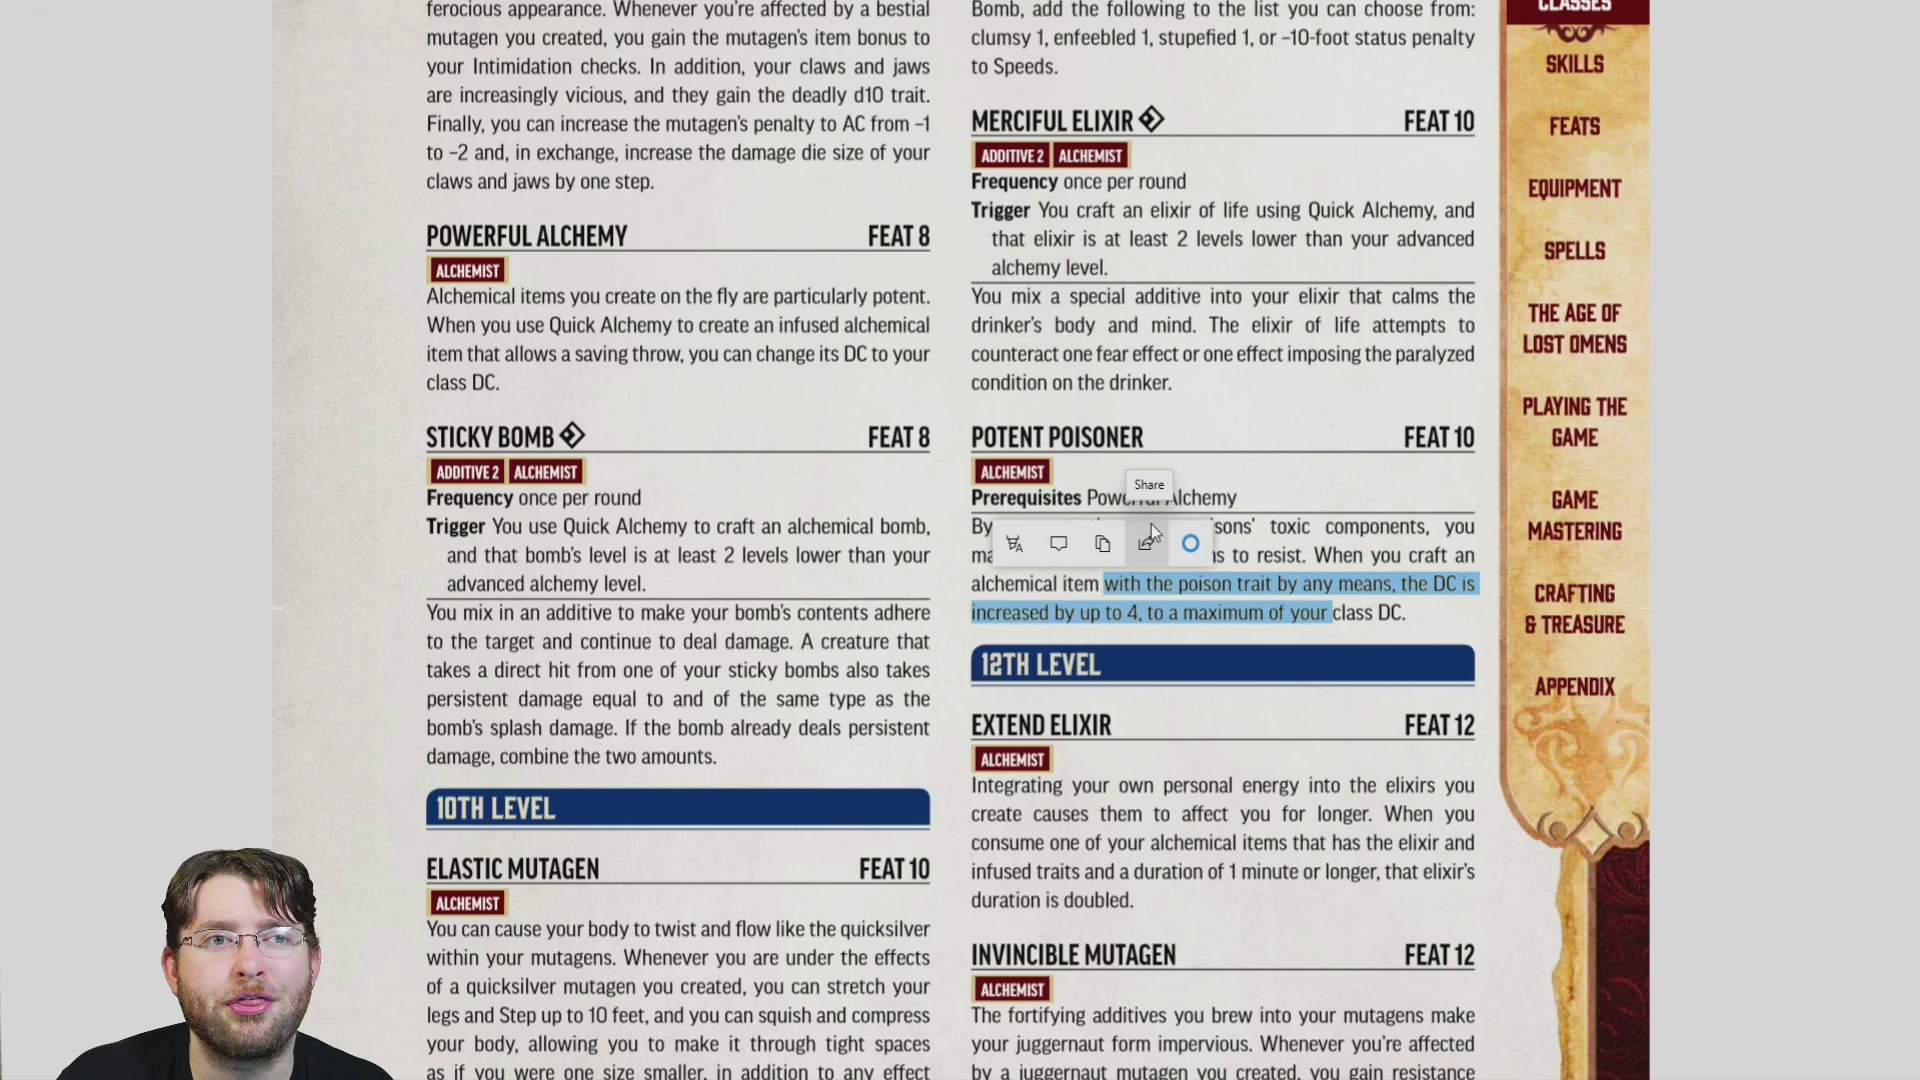 ferocious appearance. Whenever you're affected by a bestial
mutagen you created, you gain the mutagen's item bonus to
your Intimidation checks. In addition, your claws and jaws
are increasingly vicious, and they gain the deadly d10 trait.
Finally, you can increase the mutagen's penalty to AC from –1
to –2 and, in exchange, increase the damage die size of your
claws and jaws by one step.
POWERFUL ALCHEMY FEAT 8
ALCHEMIST
Alchemical items you create on the fly are particularly potent.
When you use Quick Alchemy to create an infused alchemical
item that allows a saving throw, you can change its DC to your
class DC.
STICKY BOMB FEAT 8
ADDITIVE 2 ALCHEMIST
Frequency once per round
Trigger You use Quick Alchemy to craft an alchemical bomb,
and that bomb's level is at least 2 levels lower than your
advanced alchemy level.
You mix in an additive to make your bomb's contents adhere
to the target and continue to deal damage. A creature that
takes a direct hit from one of your sticky bombs also takes
persistent damage equal to and of the same type as the
bomb's splash damage. If the bomb already deals persistent
damage, combine the two amounts.
10TH LEVEL
ELASTIC MUTAGEN FEAT 10
ALCHEMIST
You can cause your body to twist and flow like the quicksilver
within your mutagens. Whenever you are under the effects
of a quicksilver mutagen you created, you can stretch your
legs and Step up to 10 feet, and you can squish and compress
your body, allowing you to make it through tight spaces
as if you were one size smaller, in addition to any effect
Bomb, add the following to the list you can choose from:
clumsy 1, enfeebled 1, stupefied 1, or –10-foot status penalty
to Speeds.
MERCIFUL ELIXIR FEAT 10
ADDITIVE 2 ALCHEMIST
Frequency once per round
Trigger You craft an elixir of life using Quick Alchemy, and
that elixir is at least 2 levels lower than your advanced
alchemy level.
You mix a special additive into your elixir that calms the
drinker's body and mind. The elixir of life attempts to
counteract one fear effect or one effect imposing the paralyzed
condition on the drinker.
POTENT POISONER FEAT 10
ALCHEMIST
Share
Prerequisites Powerful Alchemy
By toxic components, you
to resist. When you craft an
alchemical item with the poison trait by any means, the DC is
increased by up to 4, to a maximum of your class DC.
12TH LEVEL
EXTEND ELIXIR FEAT 12
ALCHEMIST
Integrating your own personal energy into the elixirs you
create causes them to affect you for longer. When you
consume one of your alchemical items that has the elixir and
infused traits and a duration of 1 minute or longer, that elixir's
duration is doubled.
INVINCIBLE MUTAGEN FEAT 12
ALCHEMIST
The fortifying additives you brew into your mutagens make
your juggernaut form impervious. Whenever you're affected
by a juggernaut mutagen you created, you gain resistance
CLASSES
SKILLS
FEATS
EQUIPMENT
SPELLS
THE AGE OF
LOST OMENS
PLAYING THE
GAME
GAME
MASTERING
CRAFTING
& TREASURE
APPENDIX